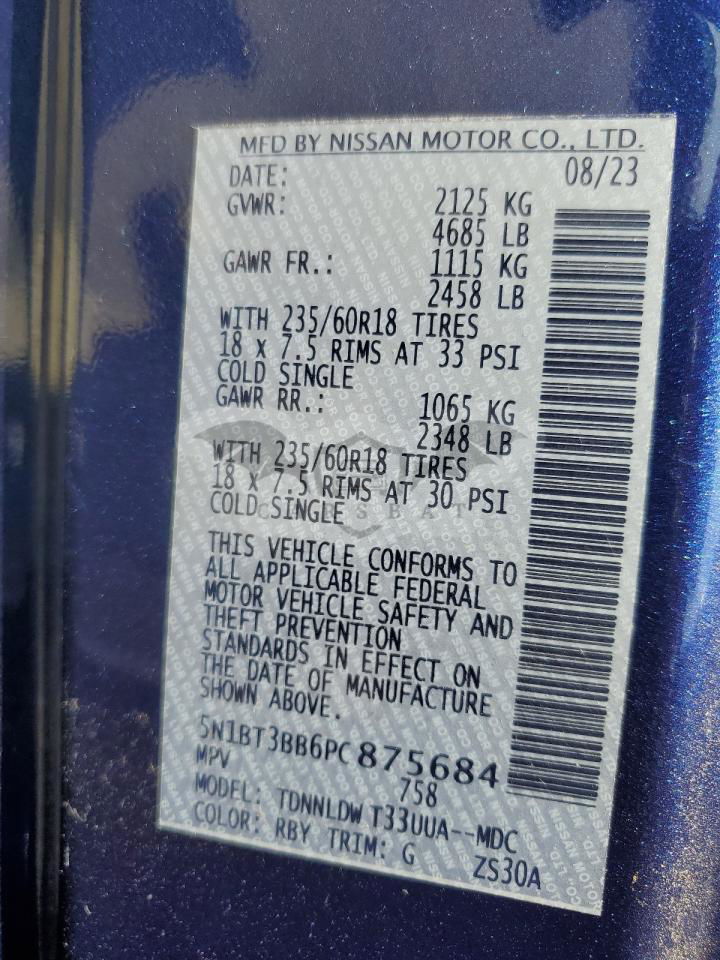 MFD BY NISSAN MOTOR CO., LTD.
DATE: 08/23
GVWR: 2125 KG
4685 LB
GAWR FR.: 1115 KG
2458 LB
WITH 235/60R18 TIRES
18 X 7.5 RIMS AT 33 PSI
COLD SINGLE
GAWR RR.: 1065 KG
2348 LB
WITH 235/60R18 TIRES
18 X 7.5 RIMS AT 30 PSI
COLD SINGLE
THIS VEHICLE CONFORMS TO
ALL APPLICABLE FEDERAL
MOTOR VEHICLE SAFETY AND
THEFT PREVENTION
STANDARDS IN EFFECT ON
THE DATE OF MANUFACTURE
SHOWN ABOVE.
5N1BT3BB6PC875684
MPV 758
MODEL: TDNNLDW T33UUA--MDC
COLOR: RBY TRIM: G ZS30A